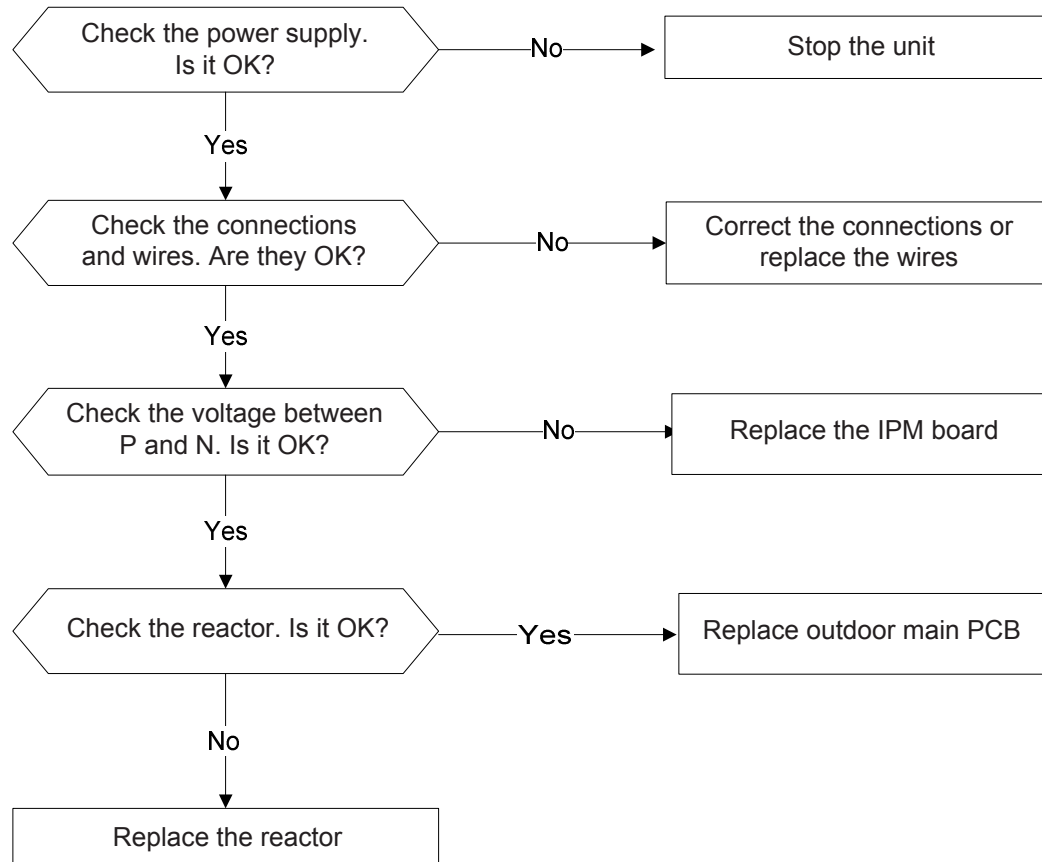 Check the power supply.
Is it OK?
No
Stop the unit
Yes
Check the connections
and wires. Are they OK?
No
Correct the connections or
replace the wires
Yes
Check the voltage between
P and N. Is it OK?
No
Replace the IPM board
Yes
Check the reactor. Is it OK?
Yes
Replace outdoor main PCB
No
Replace the reactor